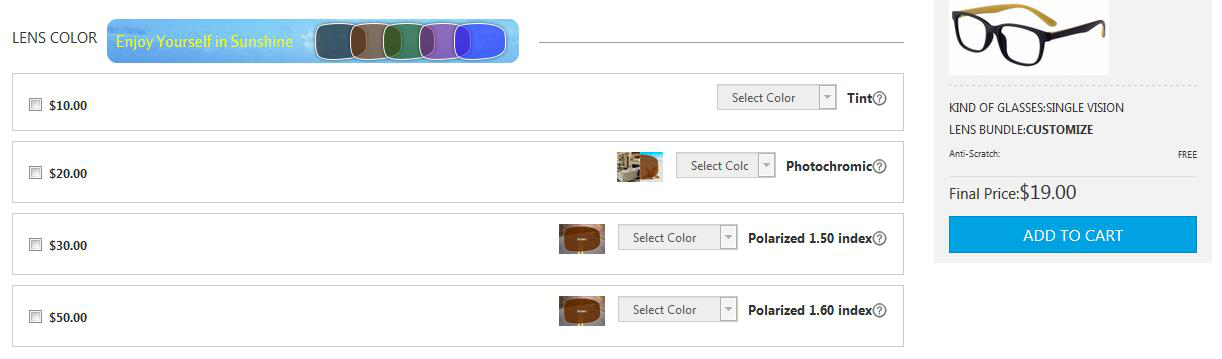 LENS COLOR
Enjoy Yourself in Sunshine
$10.00 Select Color Tint?
$20.00 Select Colc Photochromic?
$30.00 Select Color Polarized 1.50 index?
$50.00 Select Color Polarized 1.60 index?
KIND OF GLASSES:SINGLE VISION
LENS BUNDLE:CUSTOMIZE
Anti-Scratch: FREE
Final Price:$19.00
ADD TO CART